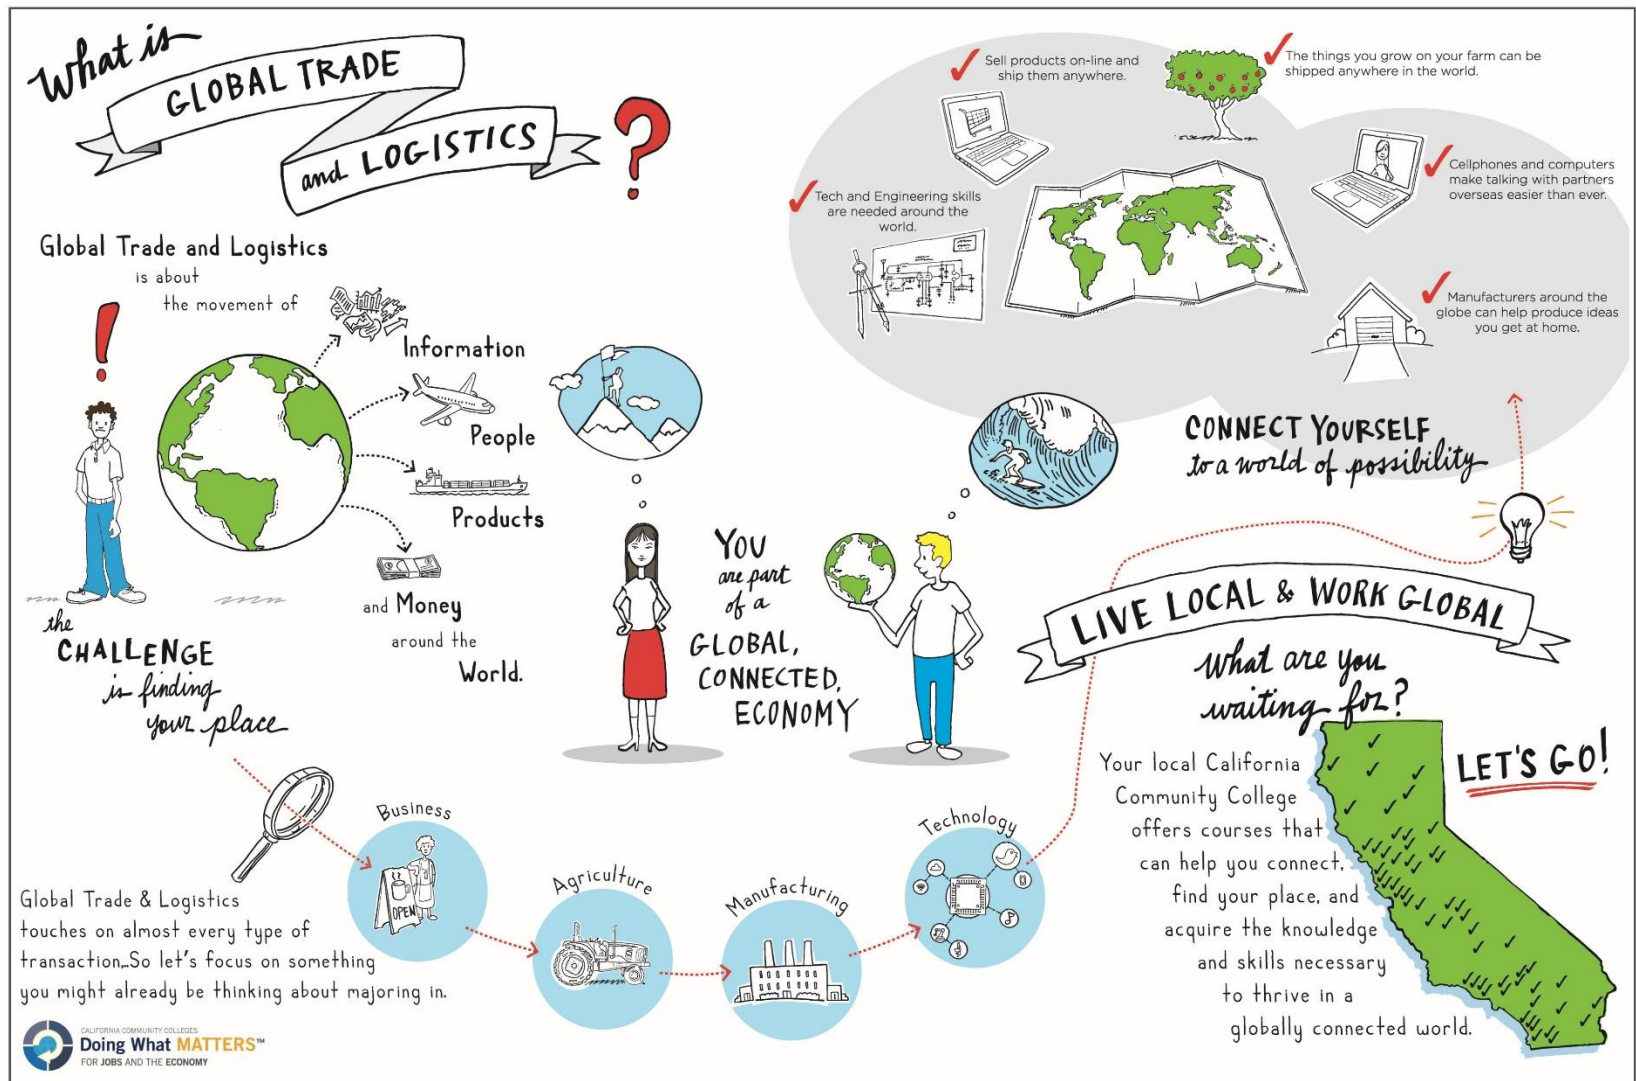 What is
GLOBAL TRADE
and LOGISTICS
?
Global Trade and Logistics
is about
the movement of
Information
People
Products
and Money
around the
World.
!
the
CHALLENGE
is finding
your place
Global Trade & Logistics
touches on almost every type of
transaction...So let's focus on something
you might already be thinking about majoring in.
Business
OPEN
Agriculture
Manufacturing
Technology
YOU
are part
of a
GLOBAL,
CONNECTED,
ECONOMY
Sell products on-line and
ship them anywhere.
The things you grow on your farm can be
shipped anywhere in the world.
Tech and Engineering skills
are needed around the
world.
Cellphones and computers
make talking with partners
overseas easier than ever.
Manufacturers around the
globe can help produce ideas
you get at home.
CONNECT YOURSELF
to a world of possibility
LIVE LOCAL & WORK GLOBAL
What are you
waiting for?
LET'S GO!
Your local California
Community College
offers courses that
can help you connect,
find your place, and
acquire the knowledge
and skills necessary
to thrive in a
globally connected world.
CALIFORNIA COMMUNITY COLLEGES
Doing What MATTERS™
FOR JOBS AND THE ECONOMY